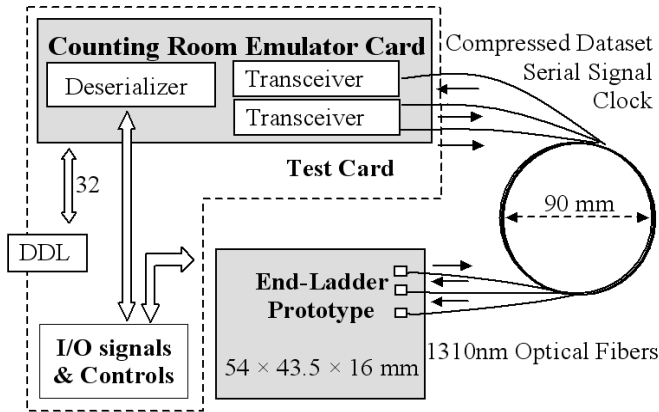 Counting Room Emulator Card
Deserializer
Transceiver
Transceiver
Compressed Dataset
Serial Signal
Clock
Test Card
32
DDL
90 mm
End-Ladder
Prototype
54 × 43.5 × 16 mm
I/O signals
& Controls
1310nm Optical Fibers